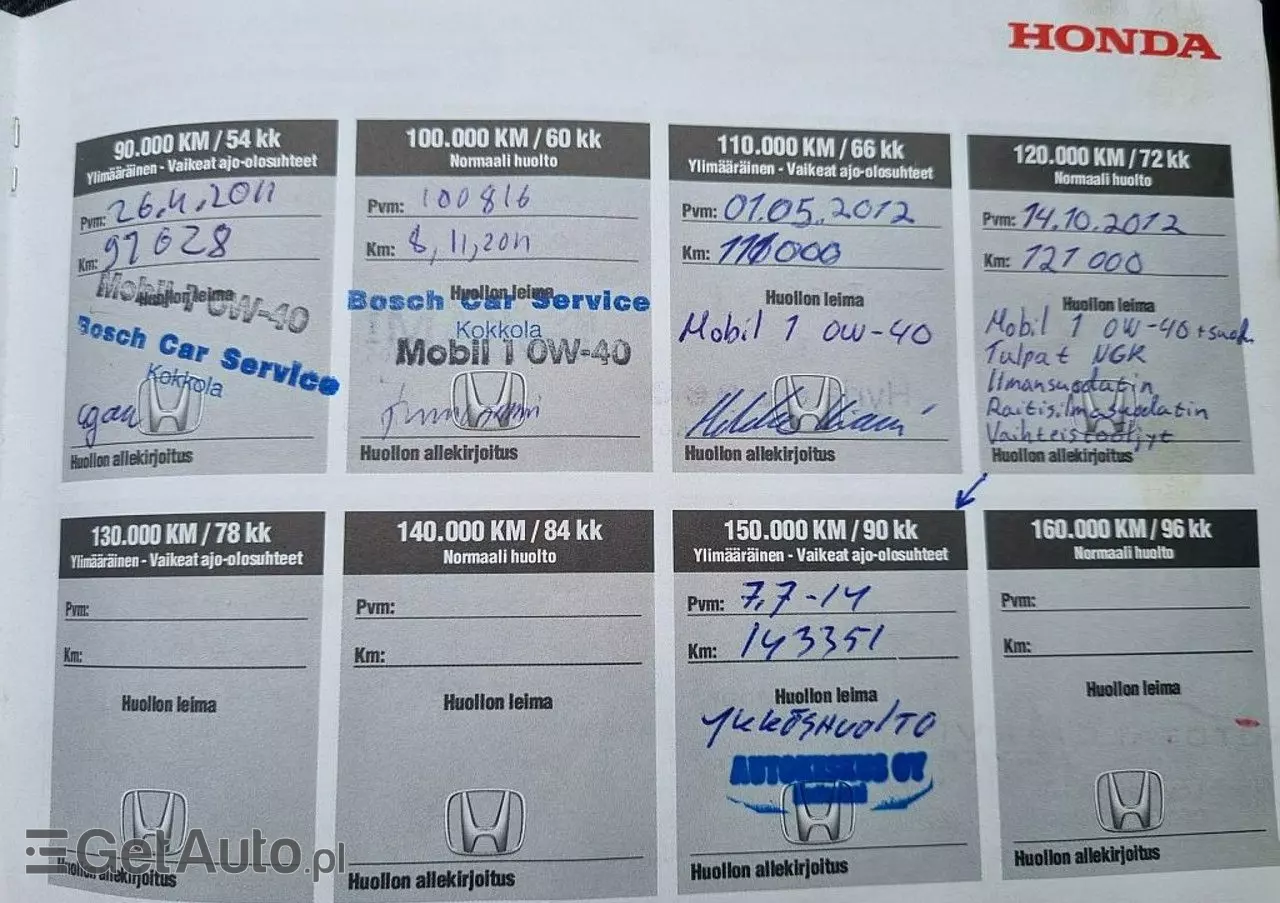 HONDA
90.000 KM / 54 kk
Ylimääräinen - Vaikeat ajo-olosuhteet
Pvm: 26.4.2011
Km: 91628
Huollon leima
Mobil 1 0W-40
Bosch Car Service
Kokkola
Huollon allekirjoitus
100.000 KM / 60 kk
Normaali huolto
Pvm: 100816
Km: 8,11,2011
Huollon leima
Bosch Car Service
Kokkola
Mobil 1 0W-40
Huollon allekirjoitus
110.000 KM / 66 kk
Ylimääräinen - Vaikeat ajo-olosuhteet
Pvm: 01.05.2012
Km: 111000
Huollon leima
Mobil 1 0W-40
Huollon allekirjoitus
120.000 KM / 72 kk
Normaali huolto
Pvm: 14.10.2012
Km: 121 000
Huollon leima
Mobil 1 0W-40 + suod.
Tulpat NGK
Ilmansuodatin
Raitisilmasuodatin
Vaihteistoöljyt
Huollon allekirjoitus
130.000 KM / 78 kk
Ylimääräinen - Vaikeat ajo-olosuhteet
Pvm:
Km:
Huollon leima
Huollon allekirjoitus
140.000 KM / 84 kk
Normaali huolto
Pvm:
Km:
Huollon leima
Huollon allekirjoitus
150.000 KM / 90 kk
Ylimääräinen - Vaikeat ajo-olosuhteet
Pvm: 7.7-14
Km: 143351
Huollon leima
YKKÖSHUOLTO
AUTOKESKUS OY
Huollon allekirjoitus
160.000 KM / 96 kk
Normaali huolto
Pvm:
Km:
Huollon leima
Huollon allekirjoitus
GetAuto.pl